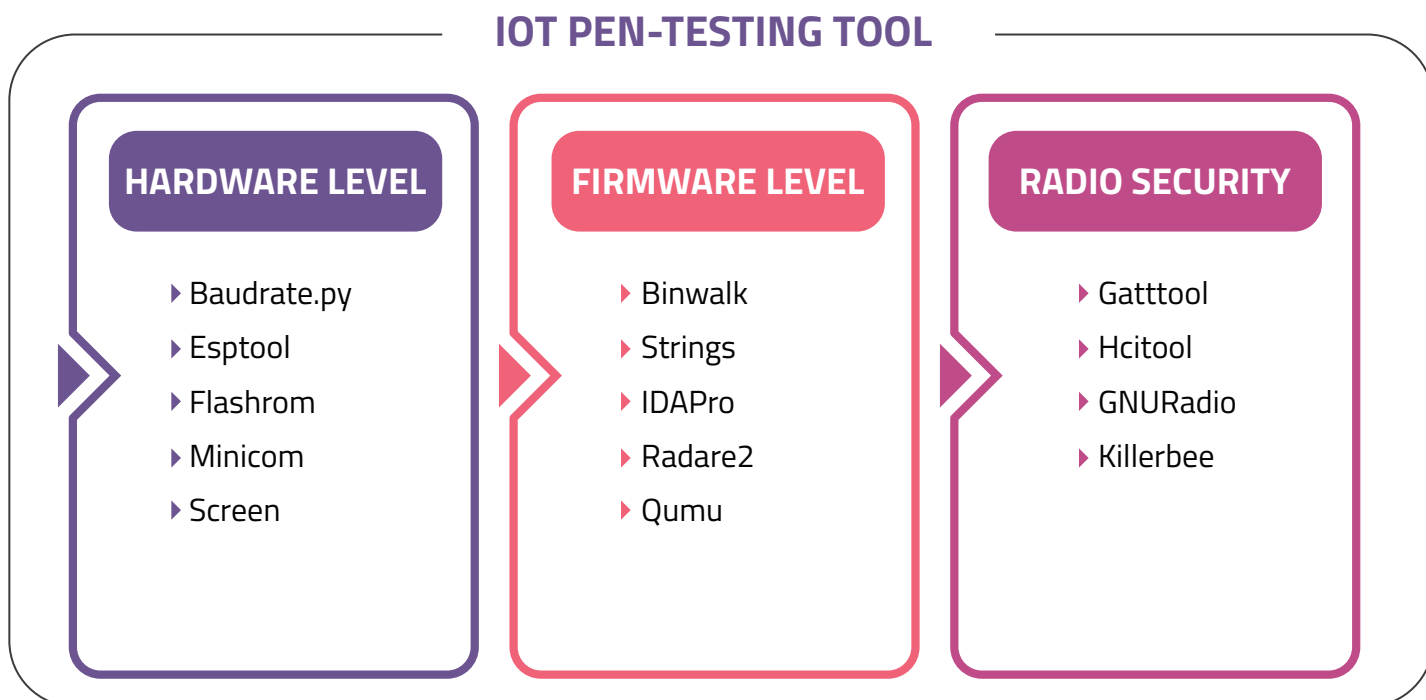 IOT PEN-TESTING TOOL
HARDWARE LEVEL
Baudrate.py
Esptool
Flashrom
Minicom
Screen
FIRMWARE LEVEL
Binwalk
Strings
IDAPro
Radare2
Qumu
RADIO SECURITY
Gatttool
Hcitool
GNURadio
Killerbee